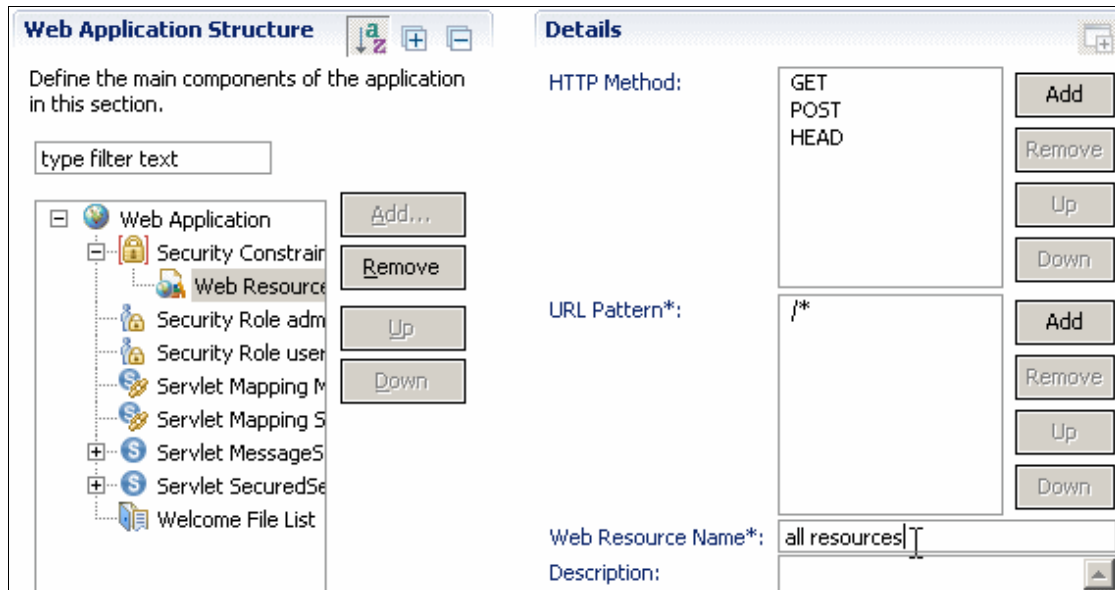 Web Application Structure
Define the main components of the application
in this section.
type filter text
Web Application
Security Constrain
Web Resource
Security Role adm
Security Role user
Servlet Mapping M
Servlet Mapping S
Servlet MessageS
Servlet SecuredSe
Welcome File List
Add...
Remove
Up
Down
Details
HTTP Method:
GET
POST
HEAD
Add
Remove
Up
Down
URL Pattern*:
/*
Add
Remove
Up
Down
Web Resource Name*: all resources
Description: